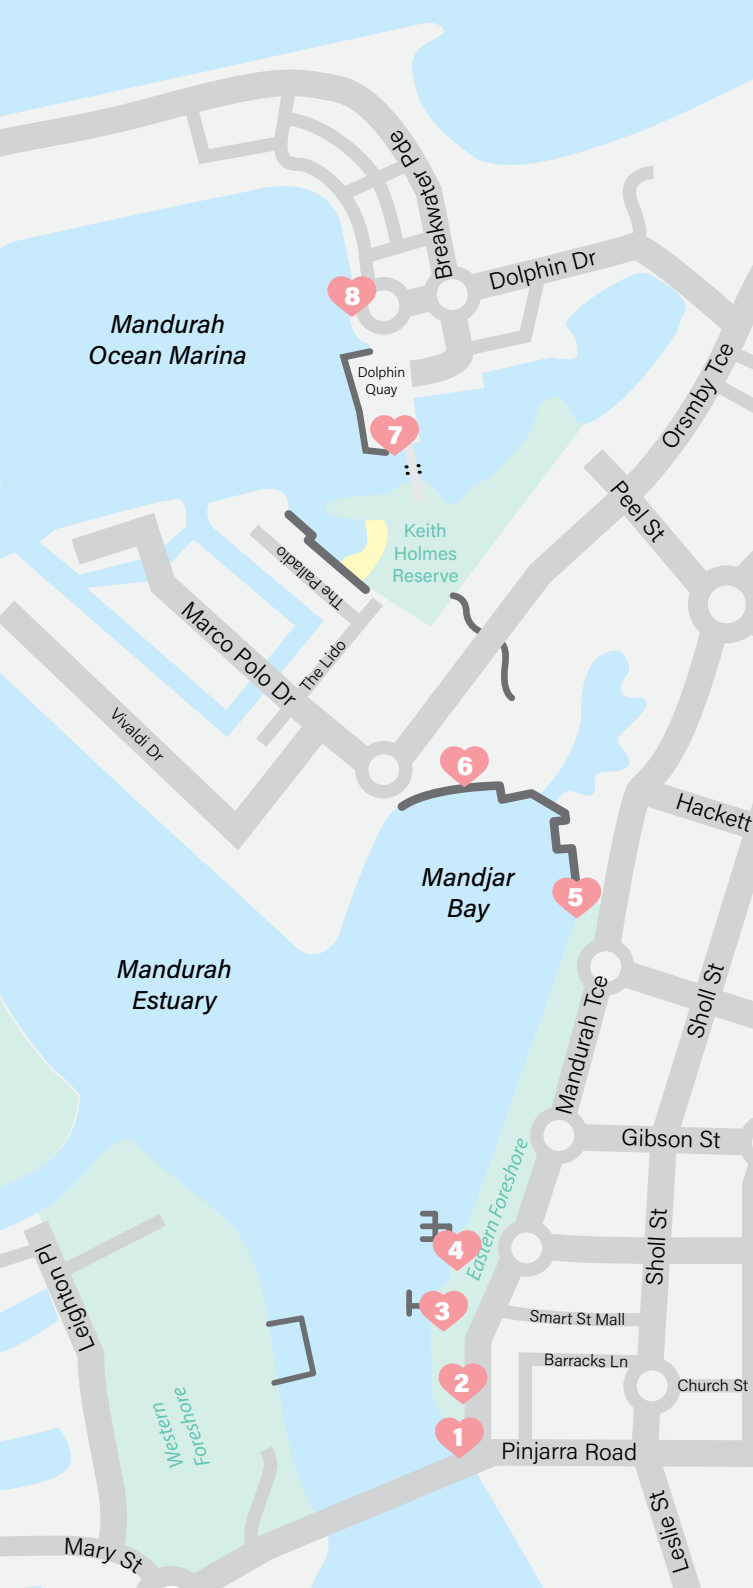 Breakwater Pde
Dolphin Dr
8
Mandurah
Ocean Marina
Orsmby Tce
Dolphin
Quay
7
Peel St
Keith
Holmes
Reserve
The Palladio
Marco Polo Dr
The Lido
Vivaldi Dr
6
Hackett
Mandjar
Bay
5
Mandurah
Estuary
Sholl St
Mandurah Tce
Gibson St
Eastern Foreshore
4
Sholl St
Leighton Pl
3
Smart St Mall
Barracks Ln
2
Church St
Western
Foreshore
1
Pinjarra Road
Leslie St
Mary St